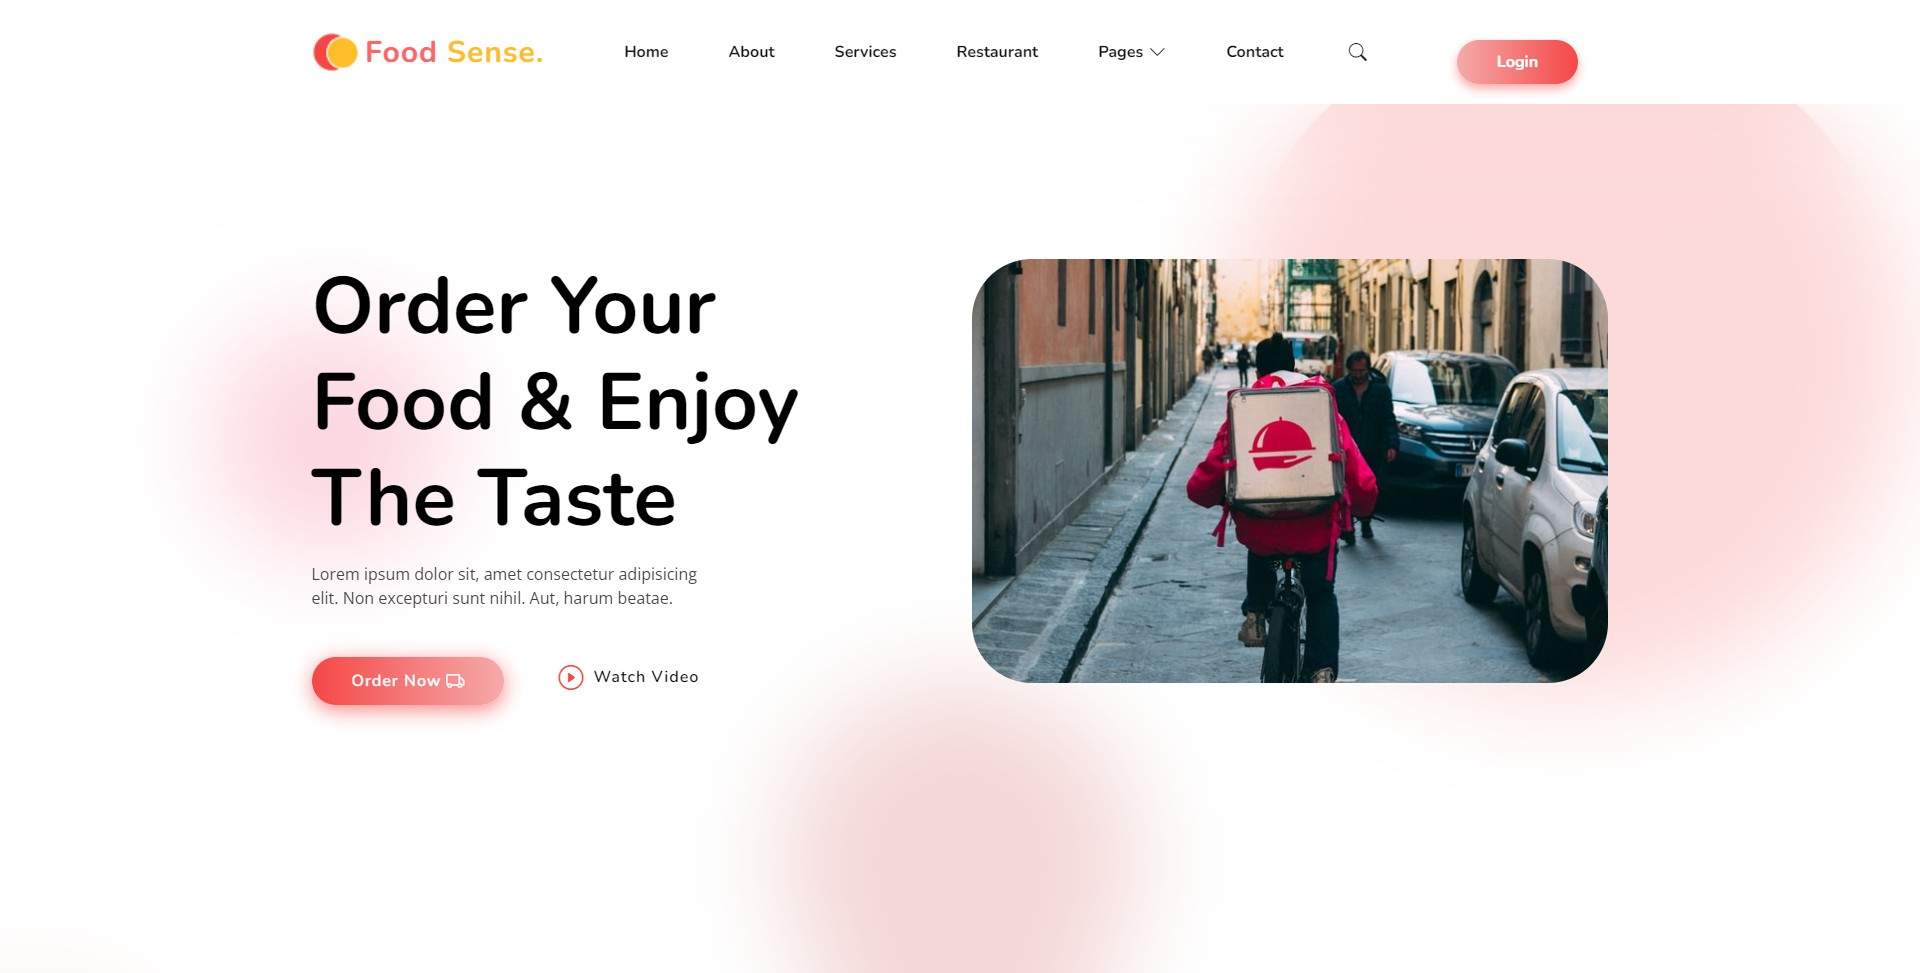 Food Sense.
Home
About
Services
Restaurant
Pages
Contact
Login
Order Your
Food & Enjoy
The Taste
Lorem ipsum dolor sit, amet consectetur adipisicing
elit. Non excepturi sunt nihil. Aut, harum beatae.
Order Now
Watch Video